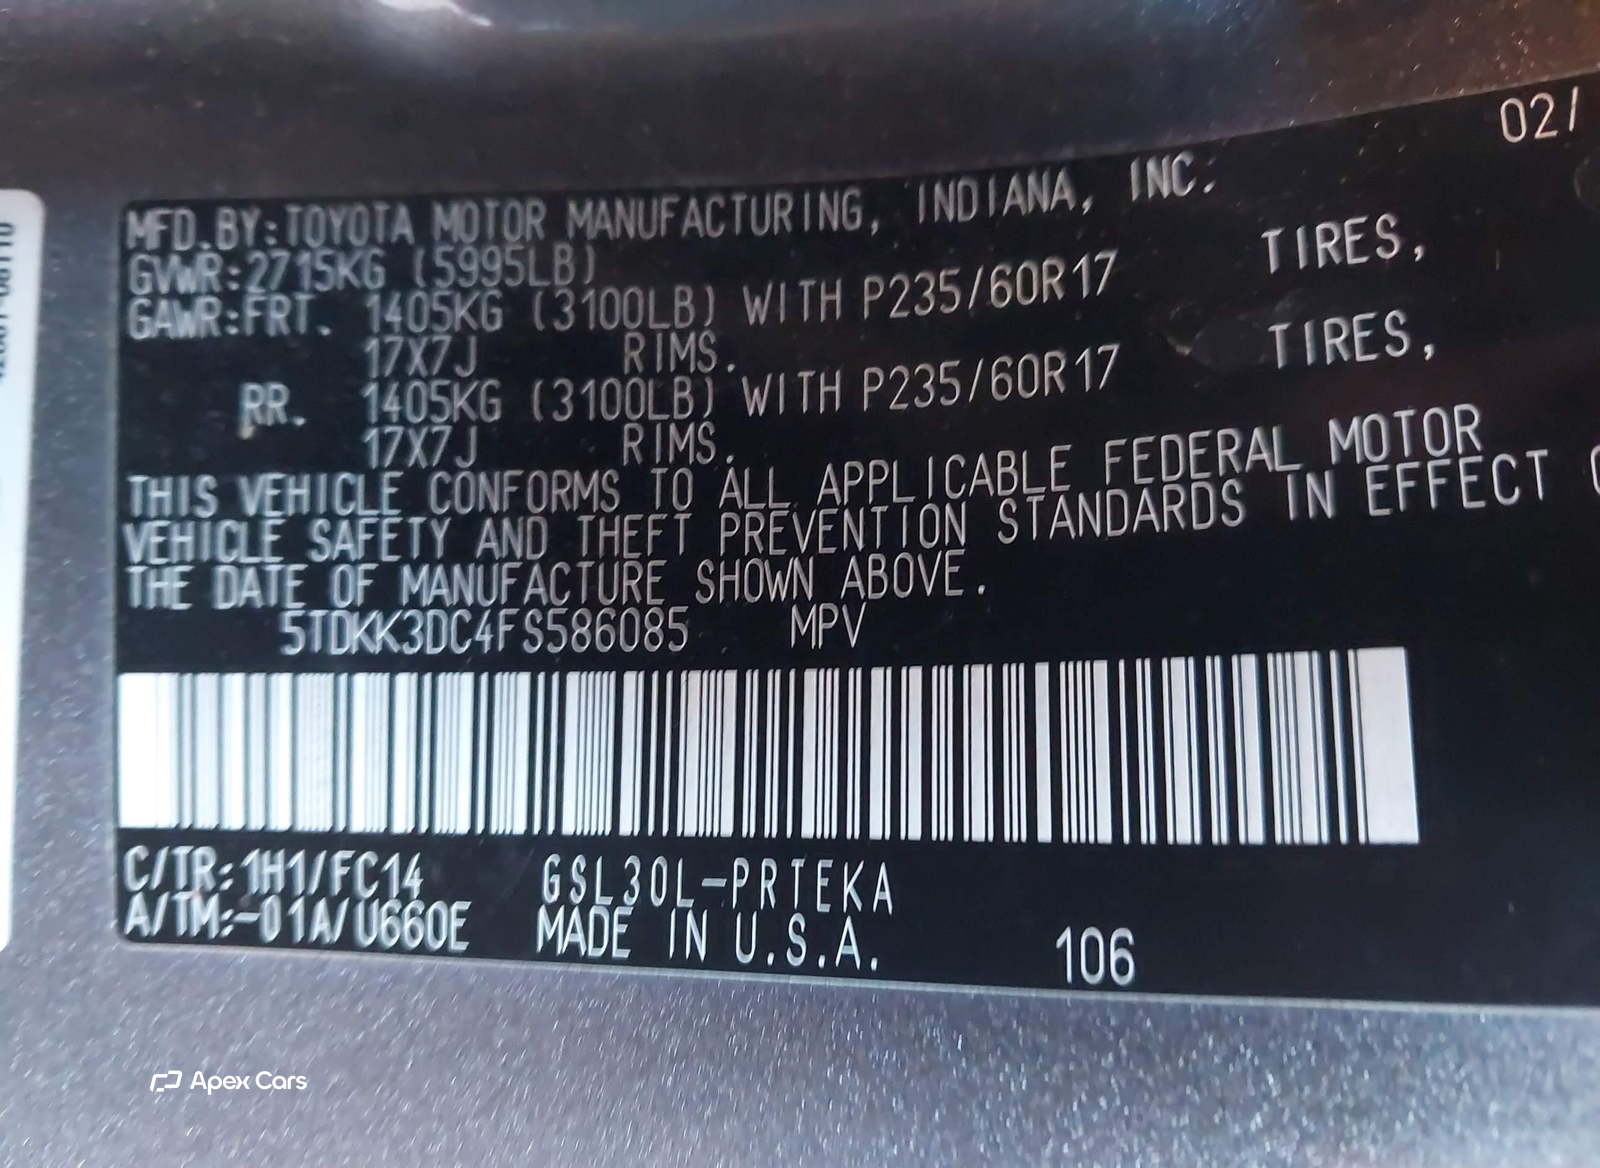 02/
MFD.BY:TOYOTA MOTOR MANUFACTURING, INDIANA, INC.
GVWR:2715KG (5995LB)
GAWR:FRT. 1405KG (3100LB) WITH P235/60R17 TIRES,
17X7J RIMS.
RR. 1405KG (3100LB) WITH P235/60R17 TIRES,
17X7J RIMS.
THIS VEHICLE CONFORMS TO ALL APPLICABLE FEDERAL MOTOR
VEHICLE SAFETY AND THEFT PREVENTION STANDARDS IN EFFECT
THE DATE OF MANUFACTURE SHOWN ABOVE.
5TDKK3DC4FS586085 MPV
C/TR:1H1/FC14 GSL30L-PRTEKA
A/TM:-01A/U660E MADE IN U.S.A. 106
Apex Cars